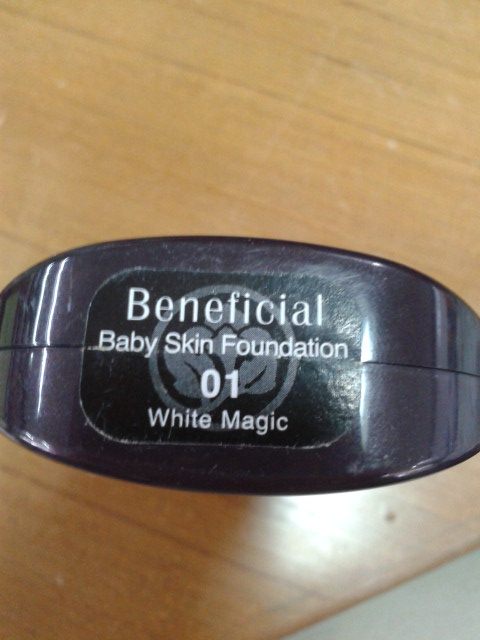 Beneficial
Baby Skin Foundation
01
White Magic